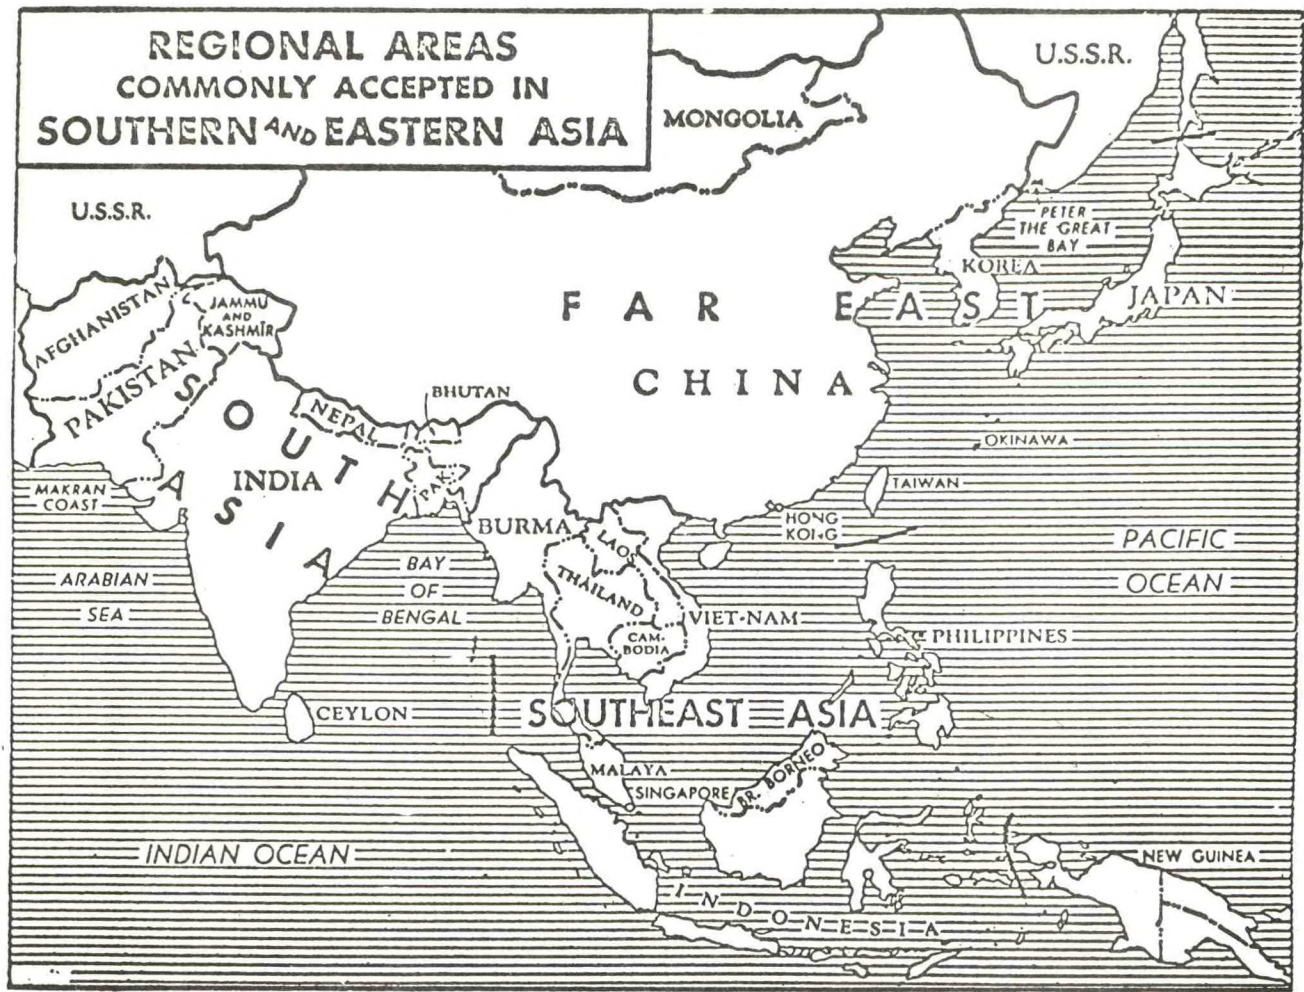 REGIONAL AREAS
COMMONLY ACCEPTED IN
SOUTHERN AND EASTERN ASIA
U.S.S.R.
MONGOLIA
U.S.S.R.
PETER
THE GREAT
BAY
KOREA
JAPAN
FAR EAST
CHINA
AFGHANISTAN
JAMMU
AND
KASHMĪR
PAKISTAN
SOUTH
ASIA
NEPAL
BHUTAN
INDIA
PAK.
MAKRAN
COAST
OKINAWA
TAIWAN
HONG
KONG
BURMA
LAOS
THAILAND
VIET-NAM
CAM-
BODIA
ARABIAN
SEA
BAY
OF
BENGAL
PACIFIC
OCEAN
PHILIPPINES
CEYLON
SOUTHEAST ASIA
MALAYA
SINGAPORE
BR. BORNEO
INDIAN OCEAN
INDONESIA
NEW GUINEA